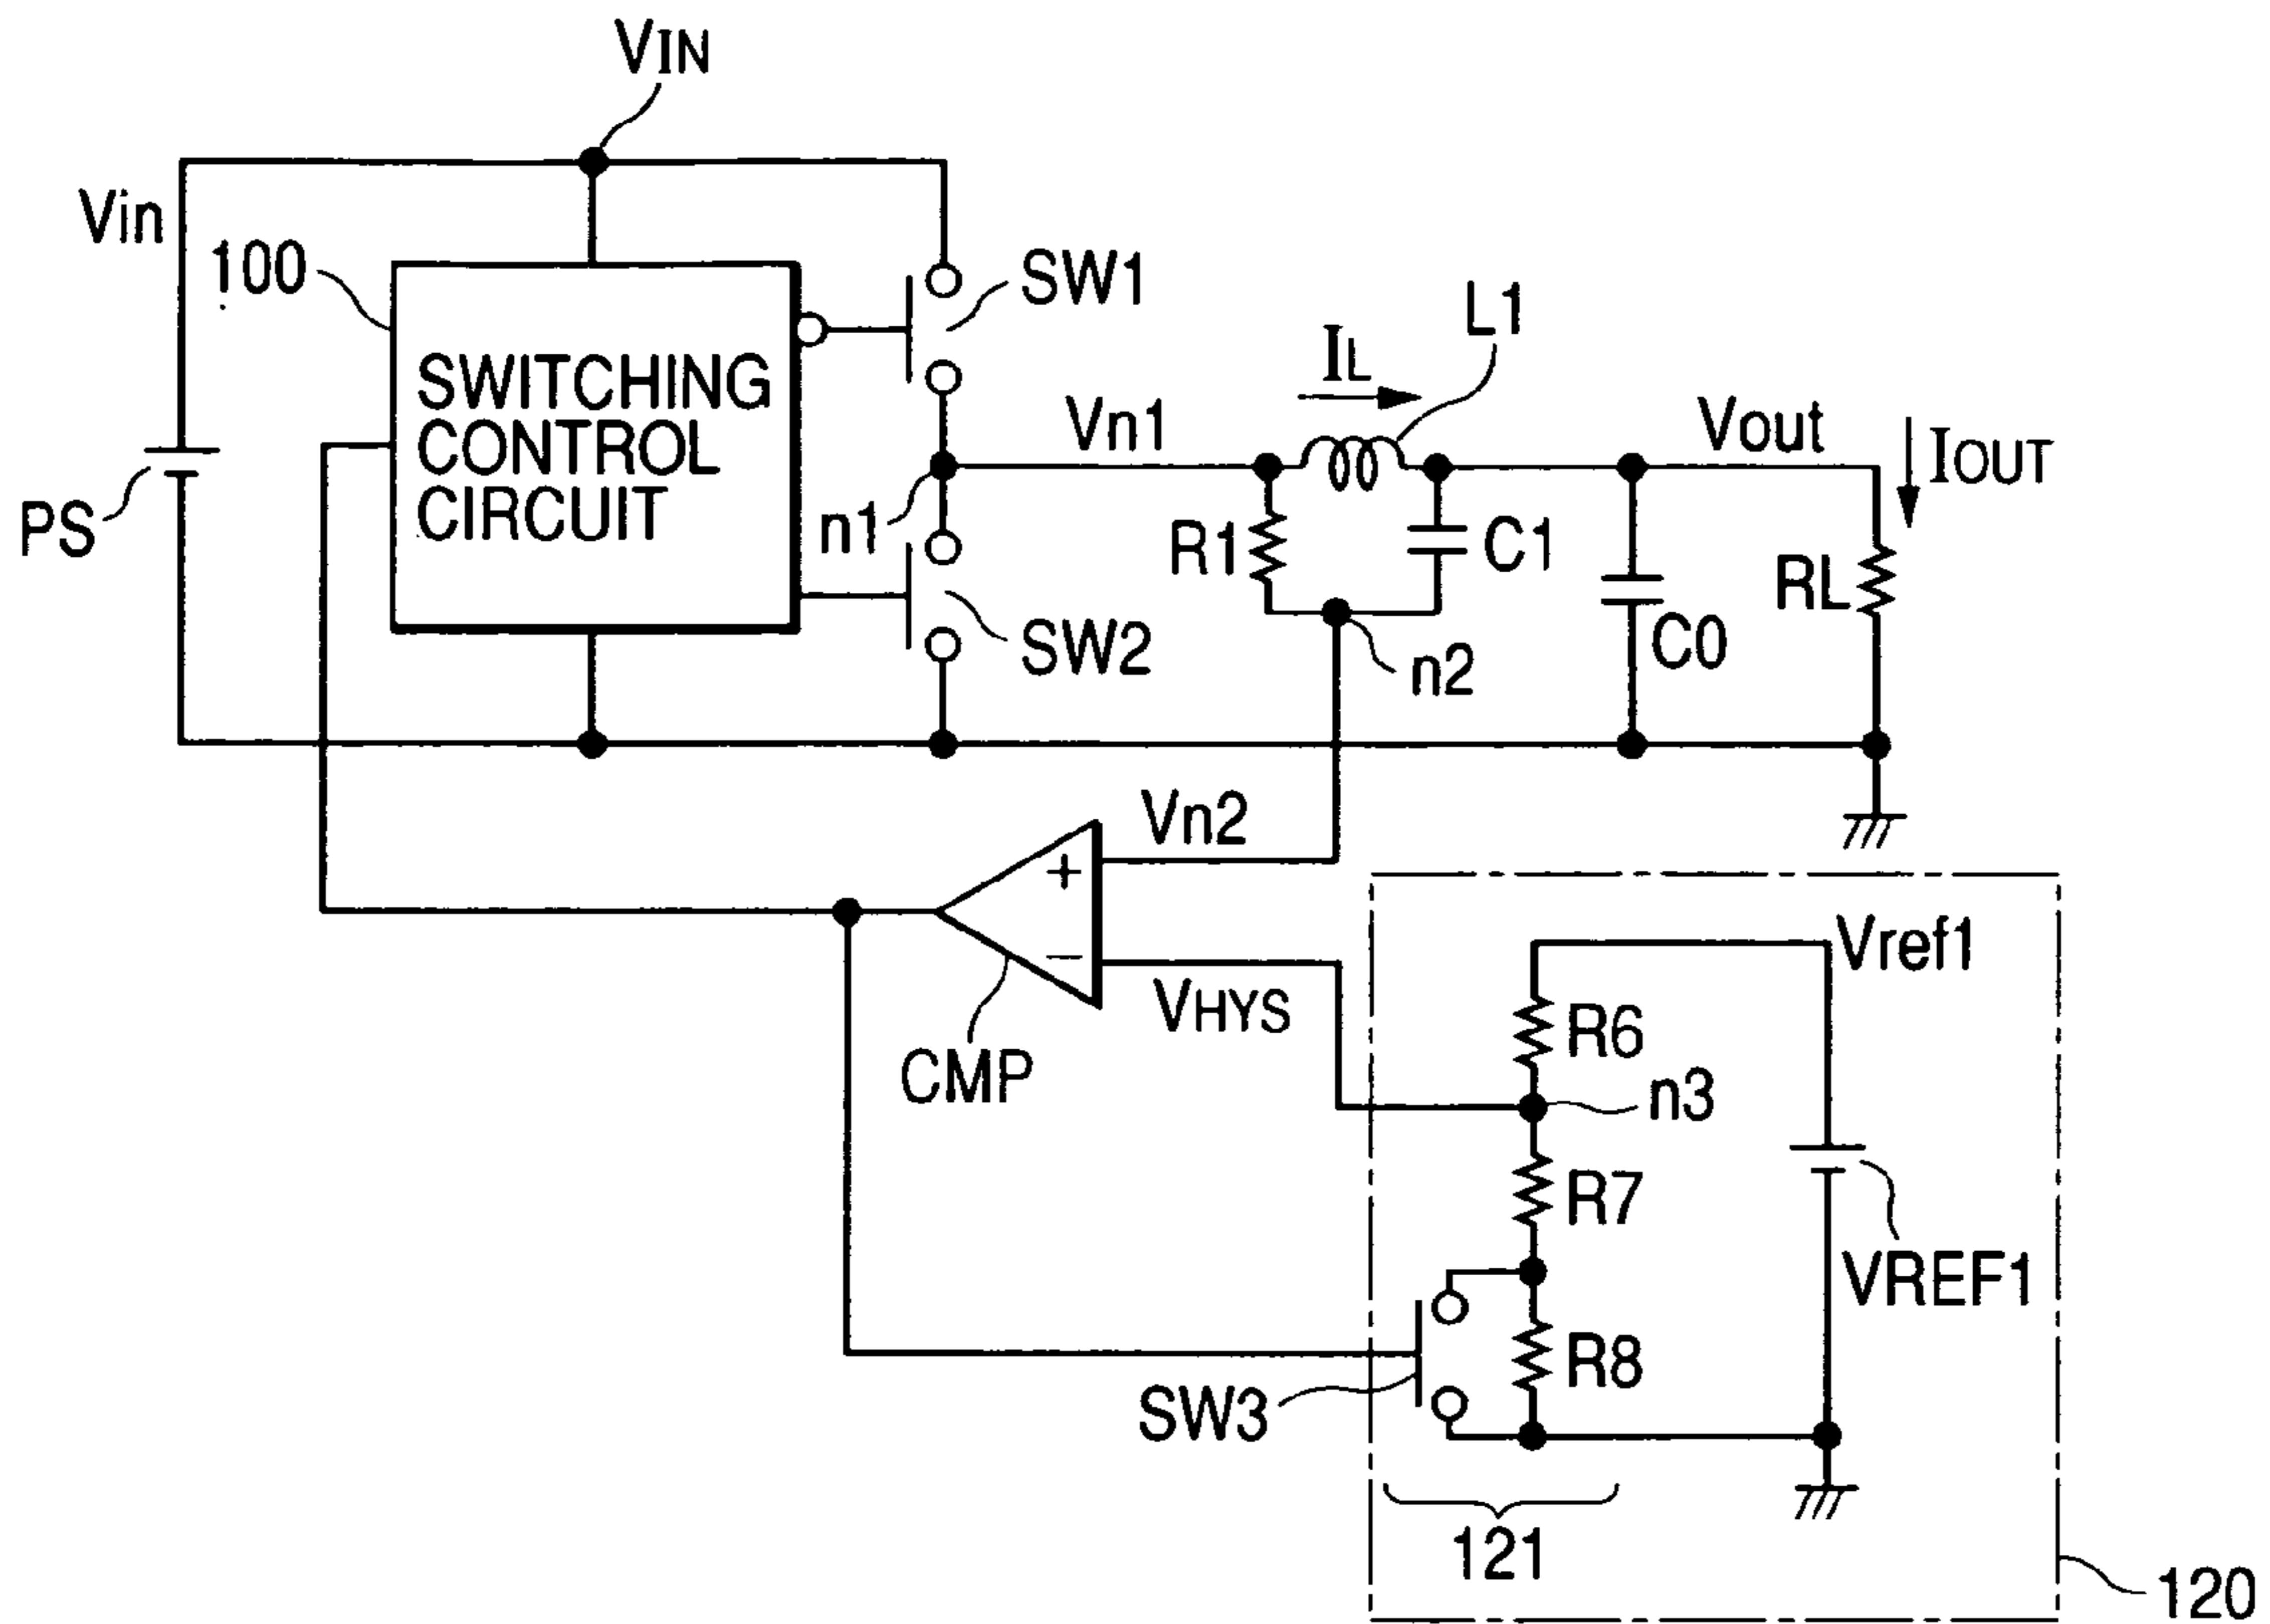 VIN
Vin
100
SWITCHING
CONTROL
CIRCUIT
SW1
L1
IL
Vn1
Vout
IOUT
PS
n1
R1
C1
RL
C0
SW2
n2
Vn2
+
−
VHYS
CMP
Vref1
R6
n3
R7
VREF1
R8
SW3
121
120